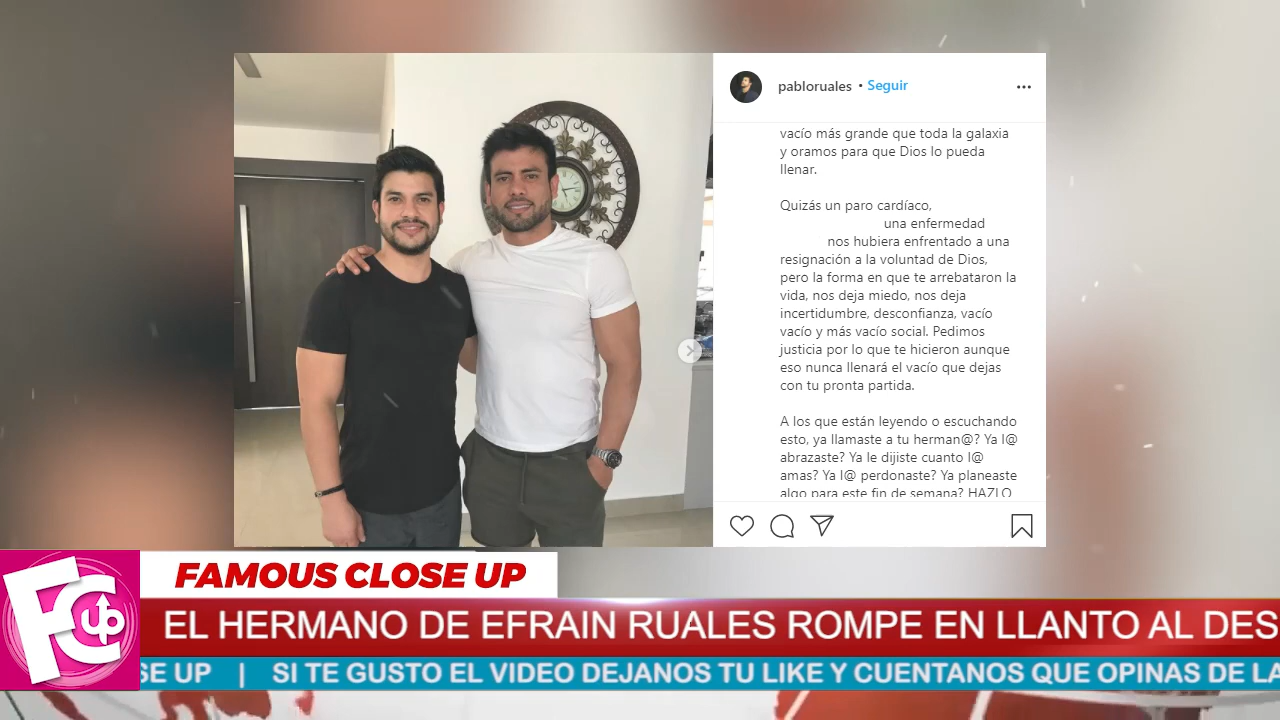 pabloruales • Seguir
vacío más grande que toda la galaxia
y oramos para que Dios lo pueda
llenar.
Quizás un paro cardíaco,
una enfermedad
nos hubiera enfrentado a una
resignación a la voluntad de Dios,
pero la forma en que te arrebataron la
vida, nos deja miedo, nos deja
incertidumbre, desconfianza, vacío
vacío y más vacío social. Pedimos
justicia por lo que te hicieron aunque
eso nunca llenará el vacío que dejas
con tu pronta partida.
A los que están leyendo o escuchando
esto, ya llamaste a tu herman@? Ya l@
abrazaste? Ya le dijiste cuanto l@
amas? Ya l@ perdonaste? Ya planeaste
algo para este fin de semana? HAZLO
FC UP
FAMOUS CLOSE UP
EL HERMANO DE EFRAIN RUALES ROMPE EN LLANTO AL DES
SE UP | SI TE GUSTO EL VIDEO DEJANOS TU LIKE Y CUENTANOS QUE OPINAS DE LA